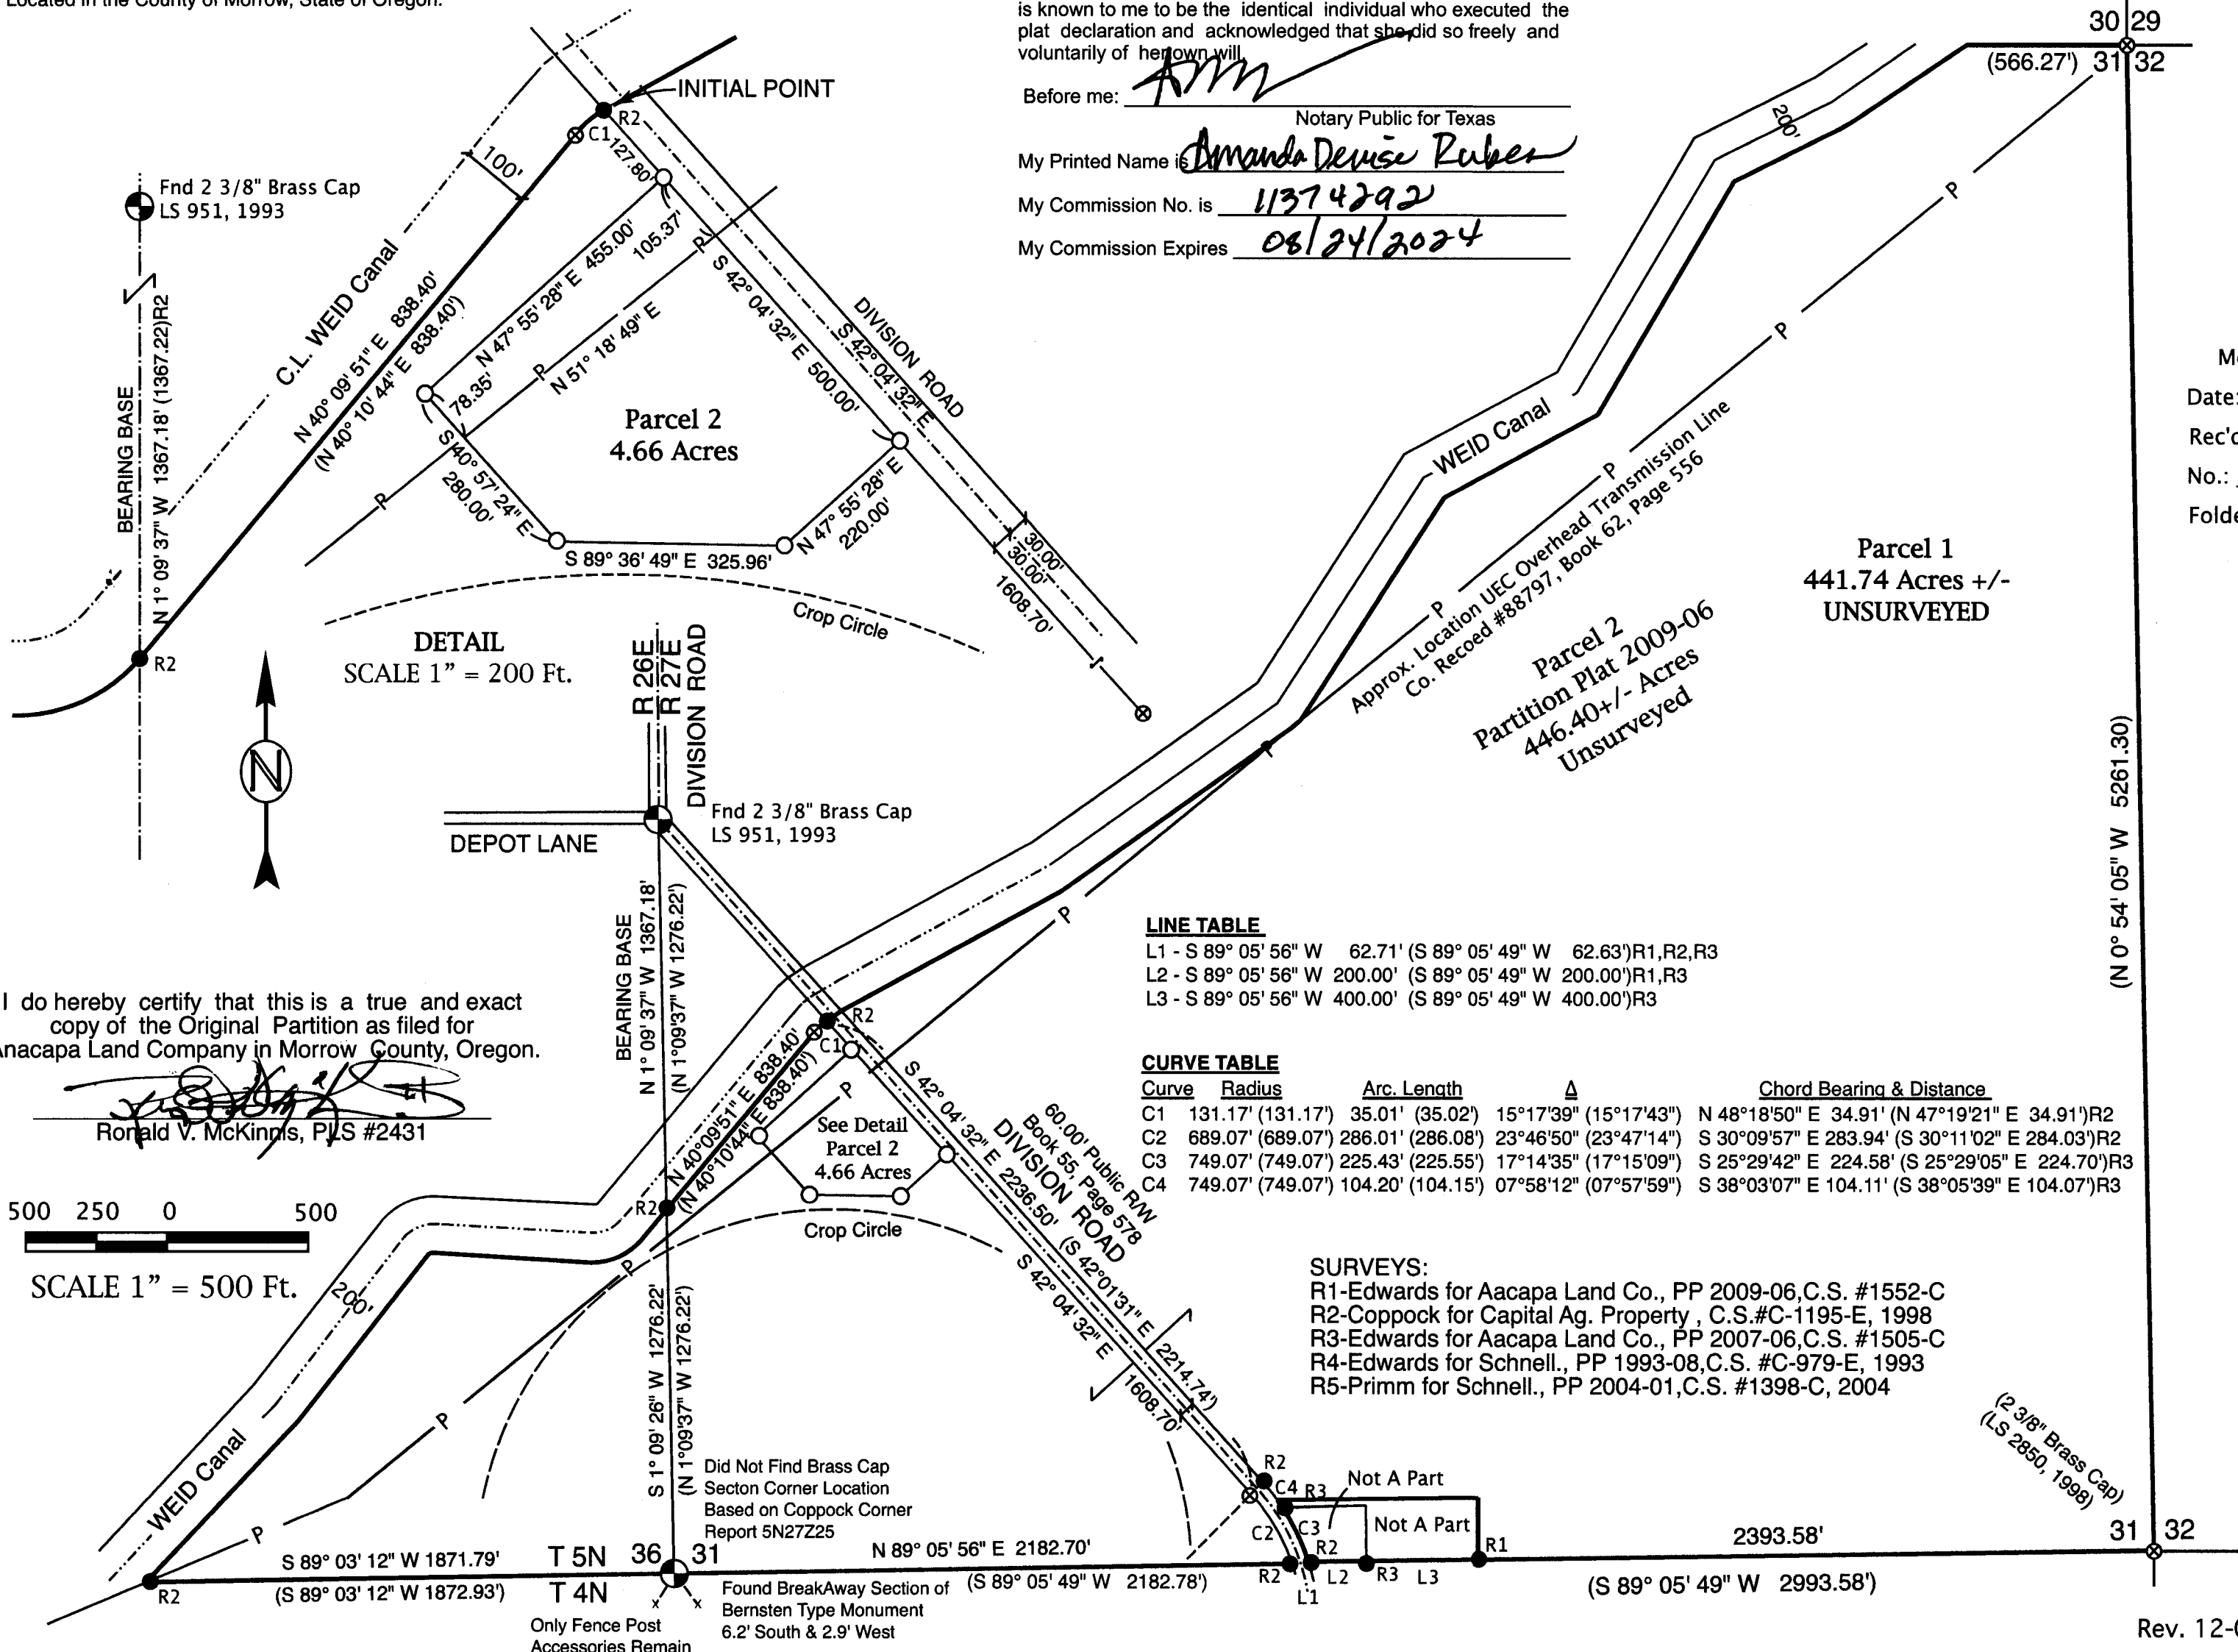 Located in the County of Morrow, State of Oregon.
is known to me to be the identical individual who executed the
plat declaration and acknowledged that she did so freely and
voluntarily of her own will.
Before me:
Notary Public for Texas
My Printed Name is Amanda Denise
My Commission No. is 11374292
My Commission Expires 08/24/2024
30 29
31 32
(566.27')
INITIAL POINT
R2
C1
127.80'
100'
Fnd 2 3/8" Brass Cap
LS 951, 1993
C.L. WEID Canal
N 40° 09' 51" E 838.40'
(N 40° 10' 44" E 838.40')
BEARING BASE
N 1° 09' 37" W 1367.18' (1367.22)R2
R2
N 47° 55' 28" E 455.00'
105.37'
P
78.35'
P
N 51° 18' 49" E
P
S 42° 04' 32" E 500.00'
S 42° 04' 32" E
DIVISION ROAD
Parcel 2
4.66 Acres
S 40° 57' 24" E
280.00'
S 89° 36' 49" E 325.96'
N 47° 55' 28" E
220.00'
30.00'
30.00'
1608.70'
Crop Circle
DETAIL
SCALE 1" = 200 Ft.
N
200'
P
P
P
P
P
WEID Canal
Approx. Location UEC Overhead Transmission Line
Co. Recoed #88797, Book 62, Page 556
Parcel 1
441.74 Acres +/-
UNSURVEYED
Parcel 2
Partition Plat 2009-06
446.40+/- Acres
Unsurveyed
(N 0° 54' 05" W 5261.30)
Date:
No.:
R 26E
R 27E
DIVISION ROAD
Fnd 2 3/8" Brass Cap
LS 951, 1993
DEPOT LANE
BEARING BASE
N 1° 09' 37" W 1367.18'
(N 1°09'37" W 1276.22')
LINE TABLE
L1 - S 89° 05' 56" W 62.71' (S 89° 05' 49" W 62.63')R1,R2,R3
L2 - S 89° 05' 56" W 200.00' (S 89° 05' 49" W 200.00')R1,R3
L3 - S 89° 05' 56" W 400.00' (S 89° 05' 49" W 400.00')R3
CURVE TABLE
Curve Radius Arc. Length Δ Chord Bearing & Distance
C1 131.17' (131.17') 35.01' (35.02') 15°17'39" (15°17'43") N 48°18'50" E 34.91' (N 47°19'21" E 34.91')R2
C2 689.07' (689.07') 286.01' (286.08') 23°46'50" (23°47'14") S 30°09'57" E 283.94' (S 30°11'02" E 284.03')R2
C3 749.07' (749.07') 225.43' (225.55') 17°14'35" (17°15'09") S 25°29'42" E 224.58' (S 25°29'05" E 224.70')R3
C4 749.07' (749.07') 104.20' (104.15') 07°58'12" (07°57'59") S 38°03'07" E 104.11' (S 38°05'39" E 104.07')R3
I do hereby certify that this is a true and exact
copy of the Original Partition as filed for
Anacapa Land Company in Morrow County, Oregon.
Ronald V. McKinnis, PLS #2431
500 250 0 500
SCALE 1" = 500 Ft.
R2
C1
N 40°09'51" E 838.40'
(N 40°10'44" E 838.40')
R2
P
P
See Detail
Parcel 2
4.66 Acres
Crop Circle
S 42° 04' 32" E 2236.50'
(S 42°01'31" E 2214.74')
60.00' Public R/W
Book 55, Page 578
DIVISION ROAD
S 42° 04' 32" E
1608.70'
SURVEYS:
R1-Edwards for Aacapa Land Co., PP 2009-06,C.S. #1552-C
R2-Coppock for Capital Ag. Property , C.S.#C-1195-E, 1998
R3-Edwards for Aacapa Land Co., PP 2007-06,C.S. #1505-C
R4-Edwards for Schnell., PP 1993-08,C.S. #C-979-E, 1993
R5-Primm for Schnell., PP 2004-01,C.S. #1398-C, 2004
200'
WEID Canal
P
P
P
S 1° 09' 26" W 1276.22'
(N 1°09'37" W 1276.22')
Did Not Find Brass Cap
Secton Corner Location
Based on Coppock Corner
Report 5N27Z25
(2 3/8" Brass Cap)
(LS 2850, 1998)
R2
C4 R3
Not A Part
C2 C3
Not A Part
R2
R1
R2
L1
L2
R3
L3
S 89° 03' 12" W 1871.79'
(S 89° 03' 12" W 1872.93')
R2
T 5N 36 31
T 4N
N 89° 05' 56" E 2182.70'
(S 89° 05' 49" W 2182.78')
2393.58'
(S 89° 05' 49" W 2993.58')
31 32
Found BreakAway Section of
Bernsten Type Monument
6.2' South & 2.9' West
Only Fence Post
Accessories Remain
x x
Rev. 12-